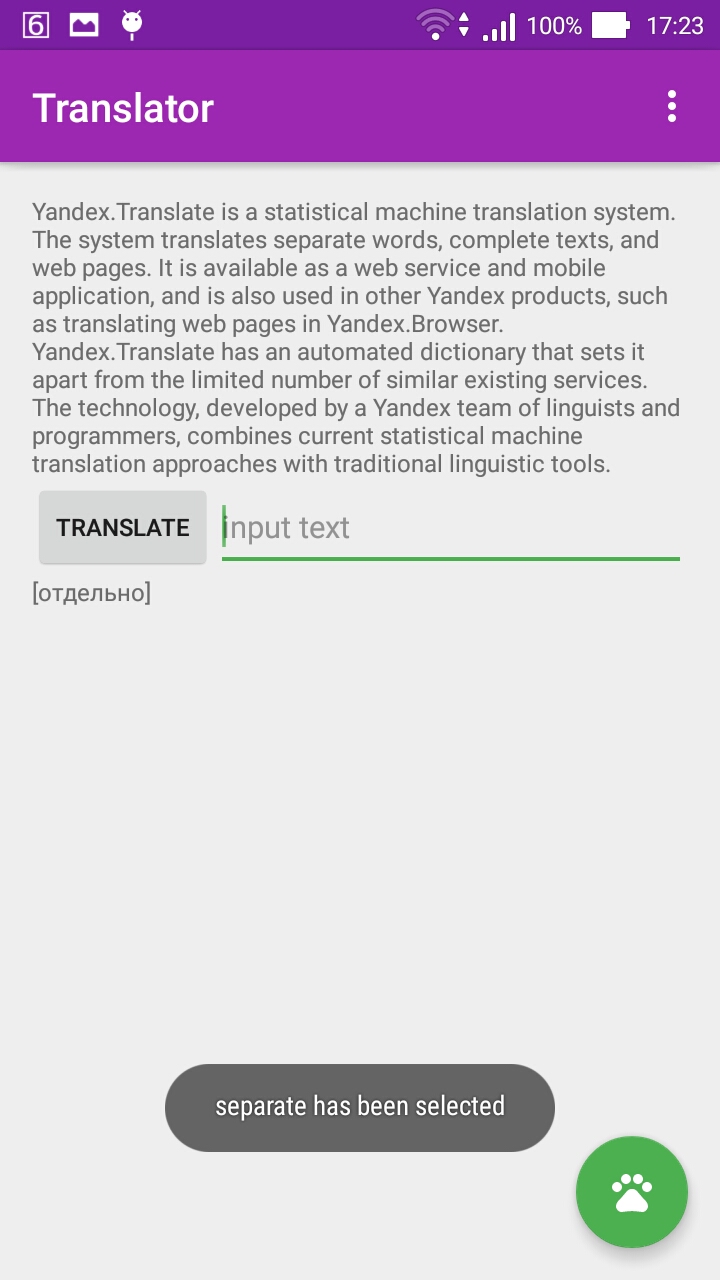 6
100%
17:23
Translator
Yandex.Translate is a statistical machine translation system.
The system translates separate words, complete texts, and
web pages. It is available as a web service and mobile
application, and is also used in other Yandex products, such
as translating web pages in Yandex.Browser.
Yandex.Translate has an automated dictionary that sets it
apart from the limited number of similar existing services.
The technology, developed by a Yandex team of linguists and
programmers, combines current statistical machine
translation approaches with traditional linguistic tools.
TRANSLATE
input text
[отдельно]
separate has been selected